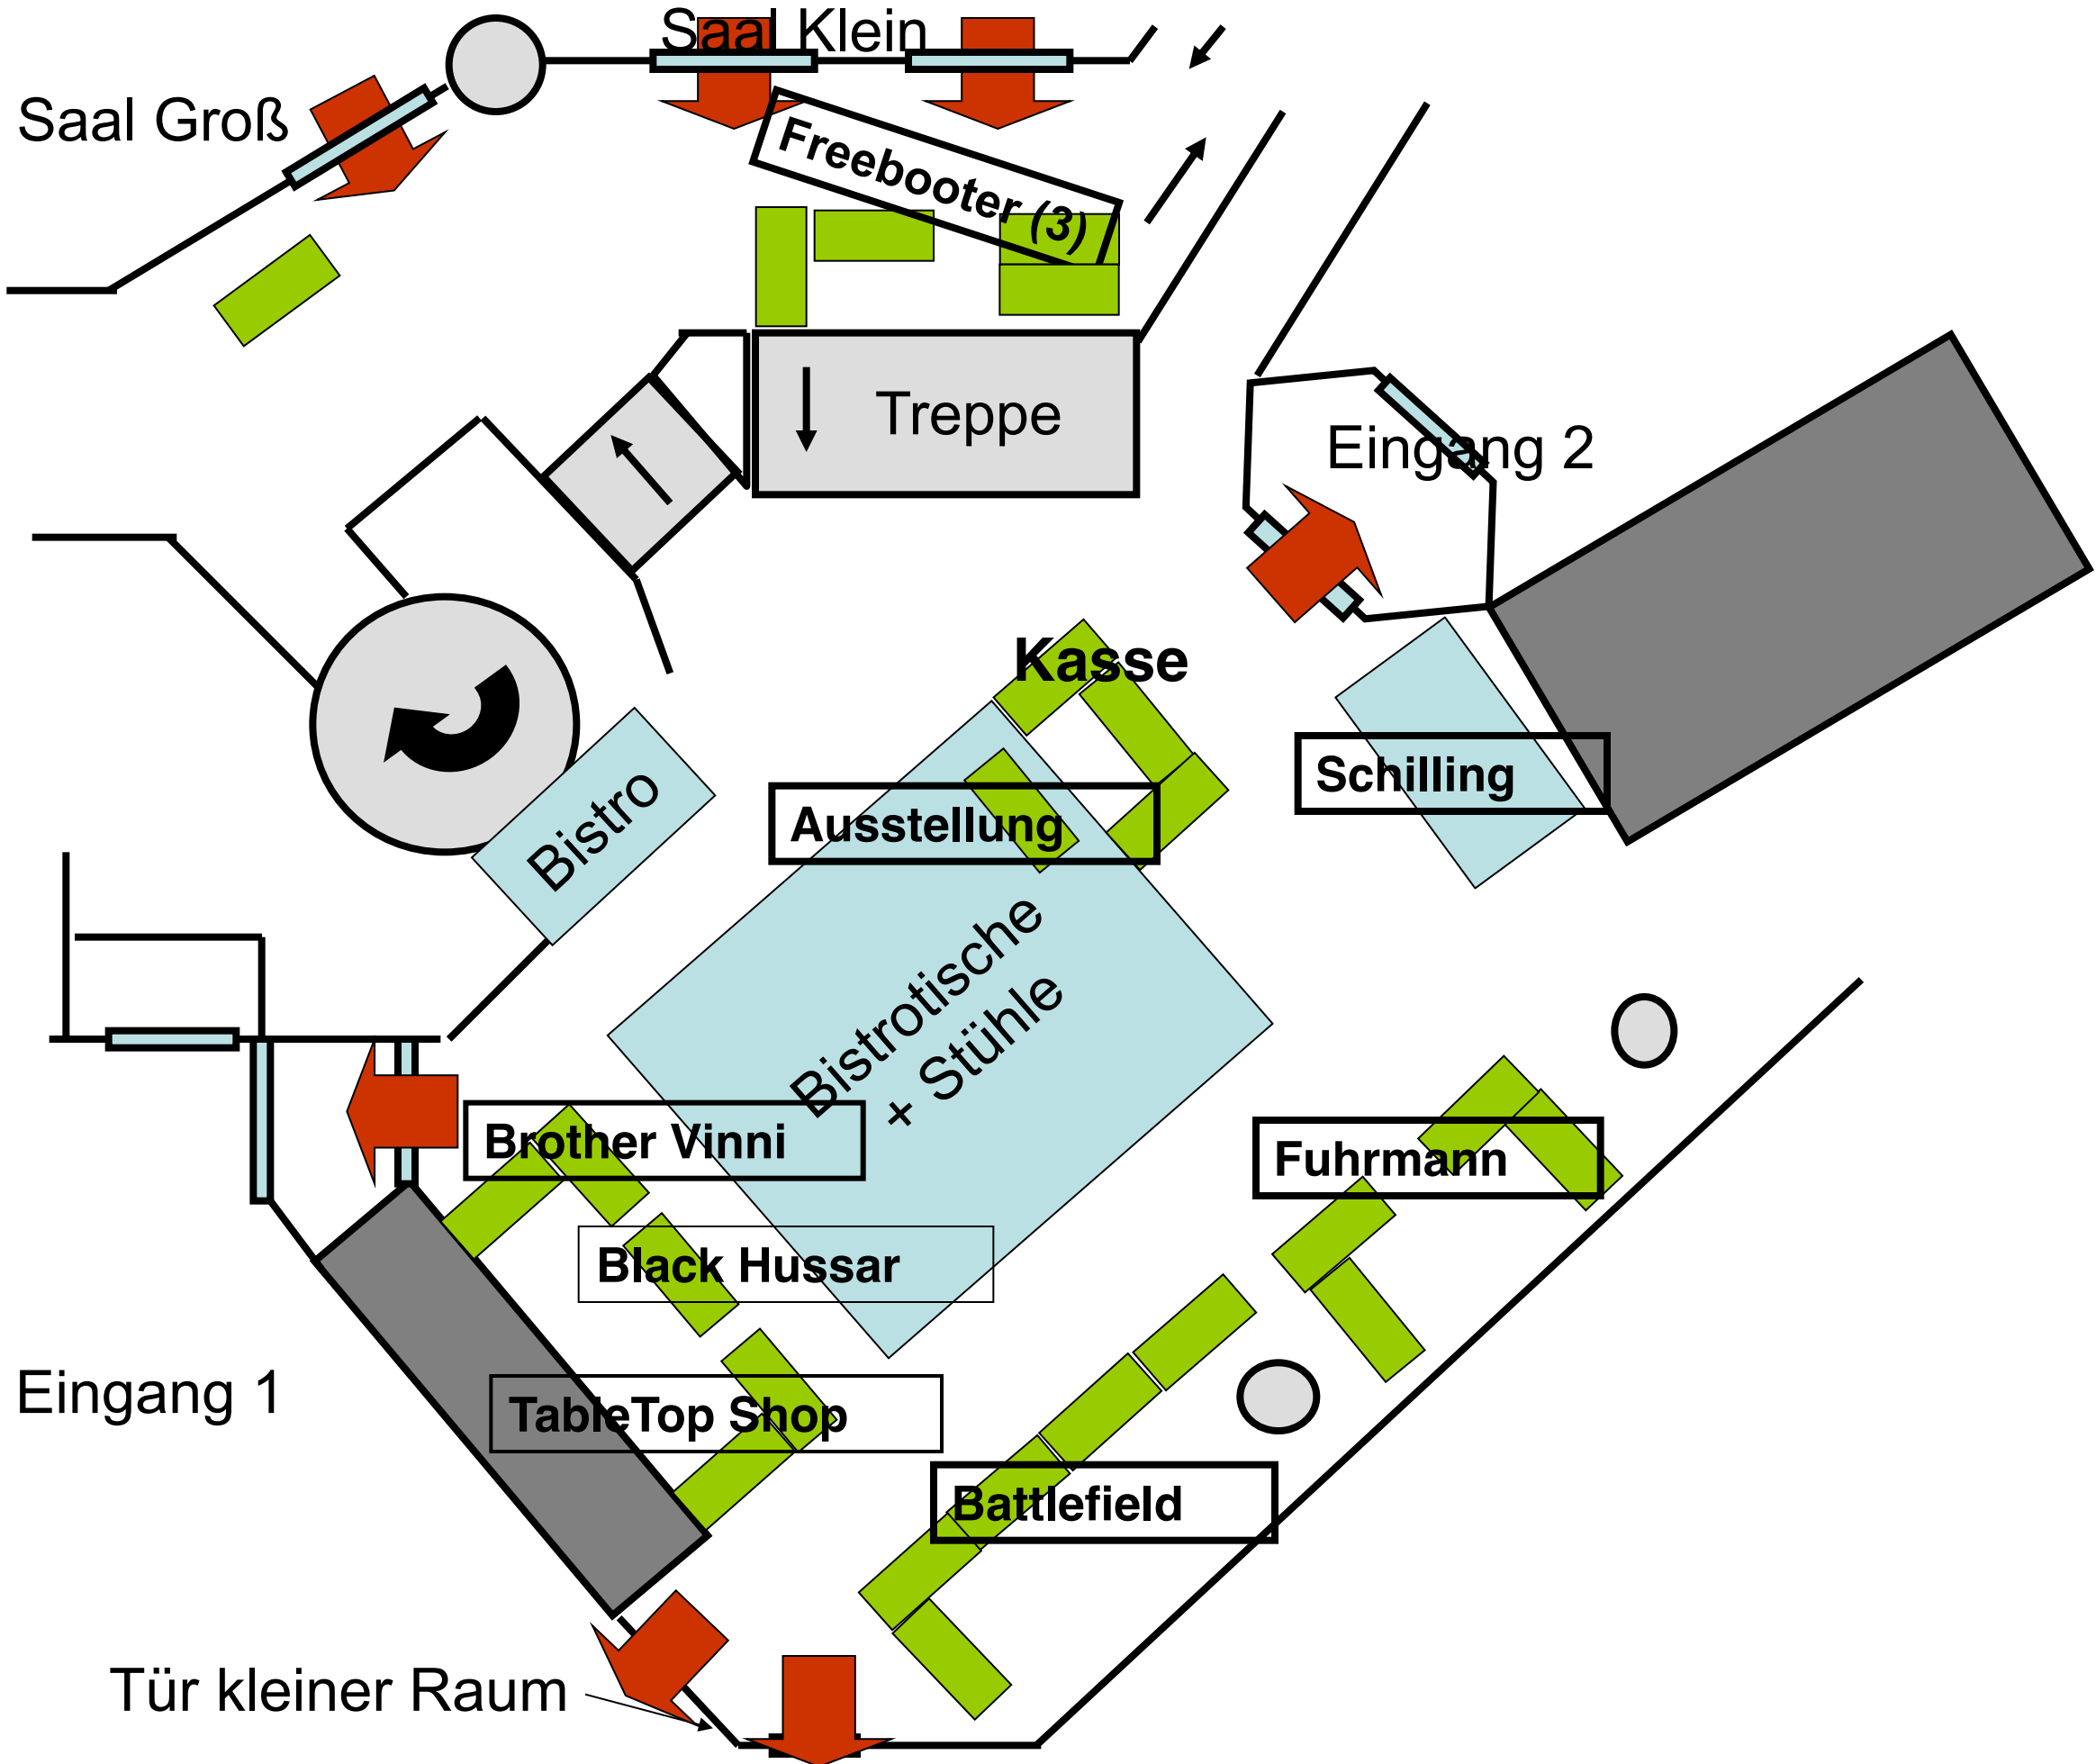 Saal Klein
Saal Groß
Freebooter (3)
Treppe
Eingang 2
Kasse
Schilling
Bistro
Ausstellung
Bistrotische
+ Stühle
Brother Vinni
Fuhrmann
Black Hussar
Eingang 1
TableTop Shop
Battlefield
Tür kleiner Raum